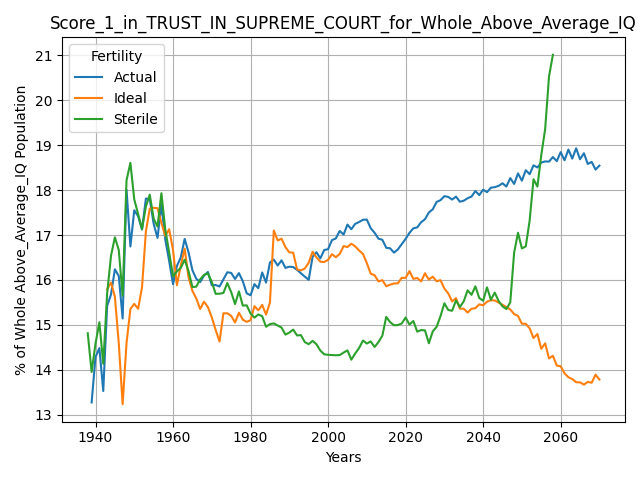 Score_1_in_TRUST_IN_SUPREME_COURT_for_Whole_Above_Average_IQ
% of Whole Above_Average_IQ Population
21
20
19
18
17
16
15
14
13
Fertility
Actual
Ideal
Sterile
1940 1960 1980 2000 2020 2040 2060
Years